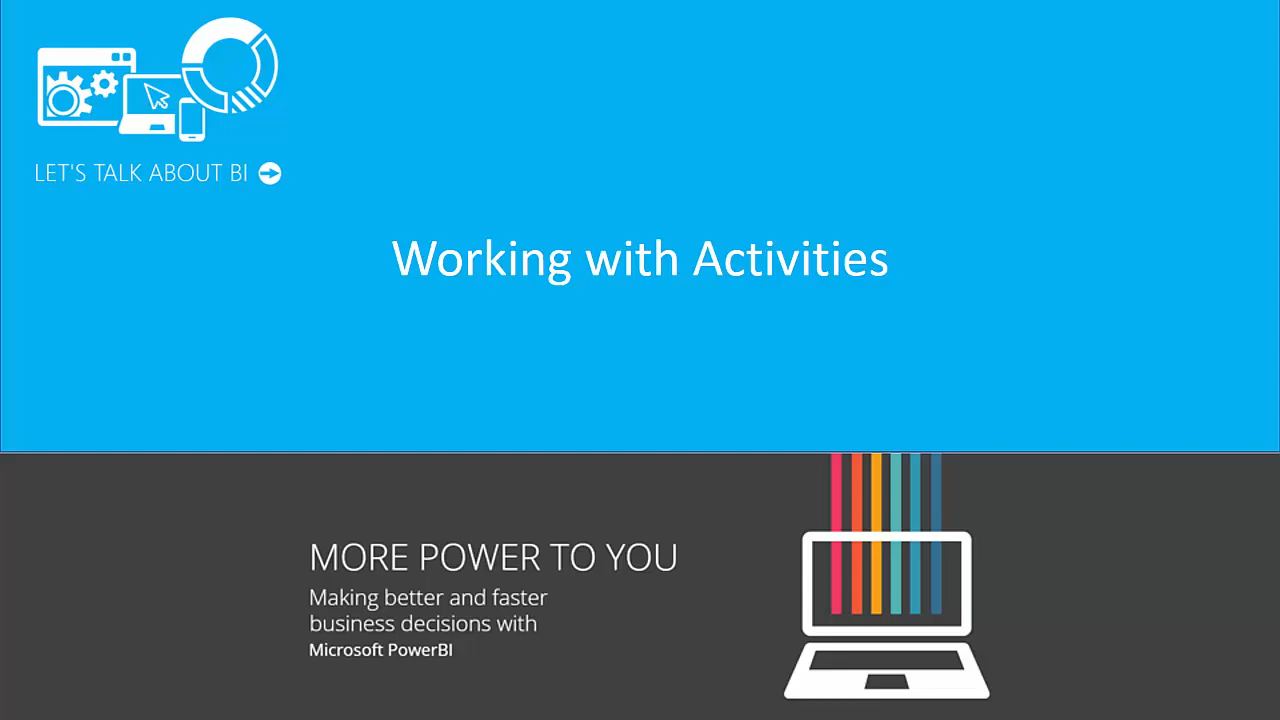 LET'S TALK ABOUT BI
Working with Activities
MORE POWER TO YOU
Making better and faster
business decisions with
Microsoft PowerBI